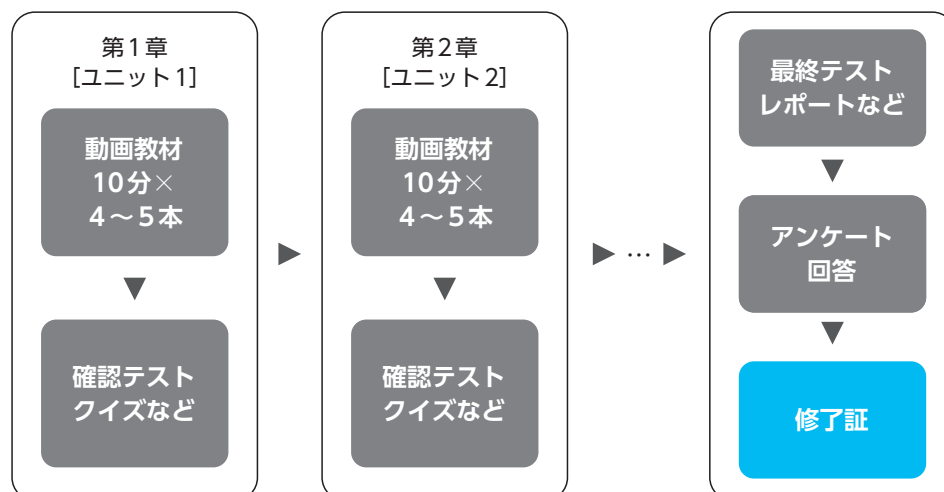 第1章
[ユニット1]
動画教材
10分×
4～5本
確認テスト
クイズなど
第2章
[ユニット2]
動画教材
10分×
4～5本
確認テスト
クイズなど
…
最終テスト
レポートなど
アンケート
回答
修了証